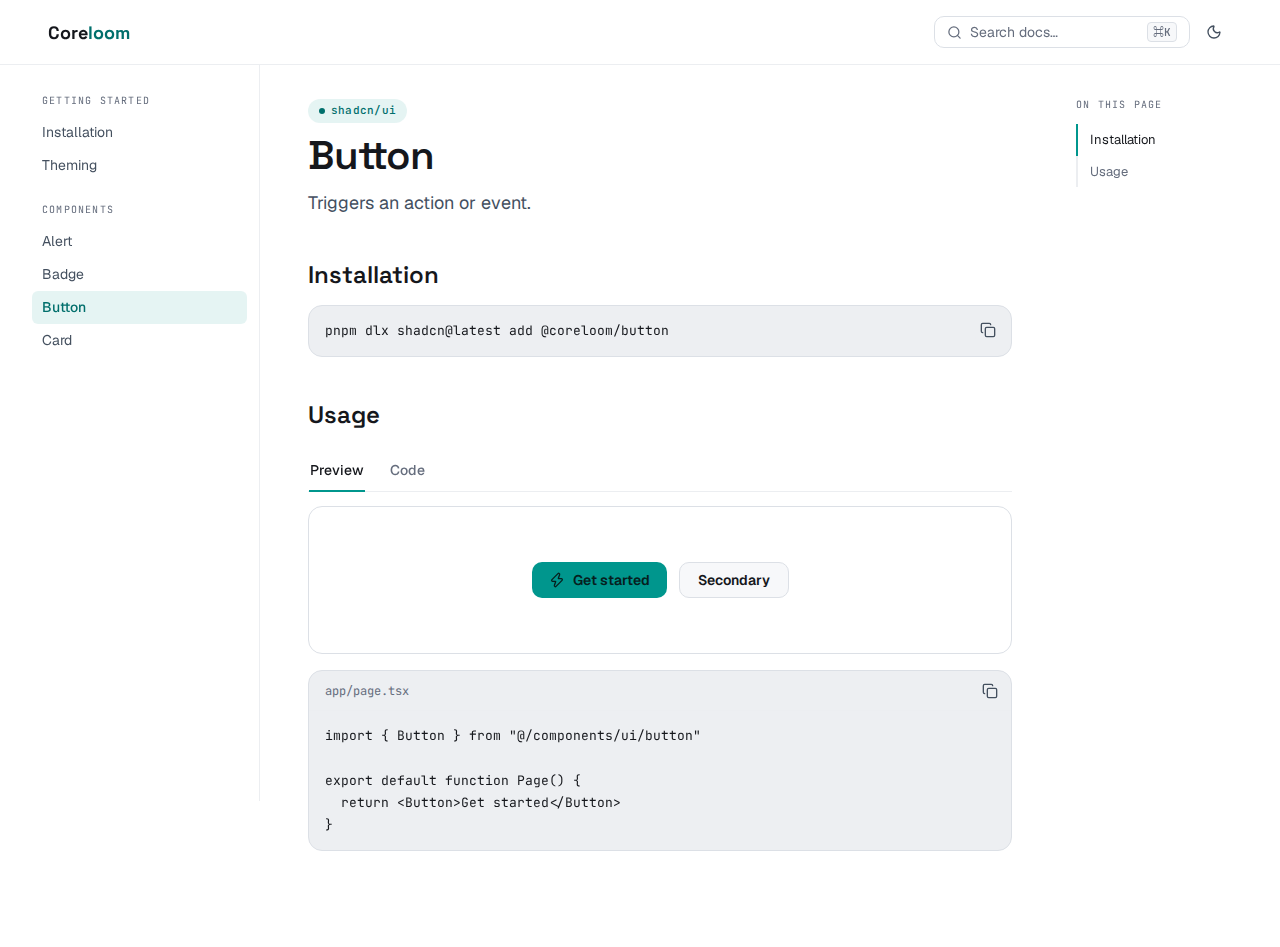 Coreloom
Search docs...
⌘K
GETTING STARTED
Installation
Theming
COMPONENTS
Alert
Badge
Button
Card
shadcn/ui
Button
Triggers an action or event.
Installation
pnpm dlx shadcn@latest add @coreloom/button
Usage
Preview
Code
Get started
Secondary
app/page.tsx
import { Button } from "@/components/ui/button"
export default function Page() {
  return <Button>Get started</Button>
}
ON THIS PAGE
Installation
Usage